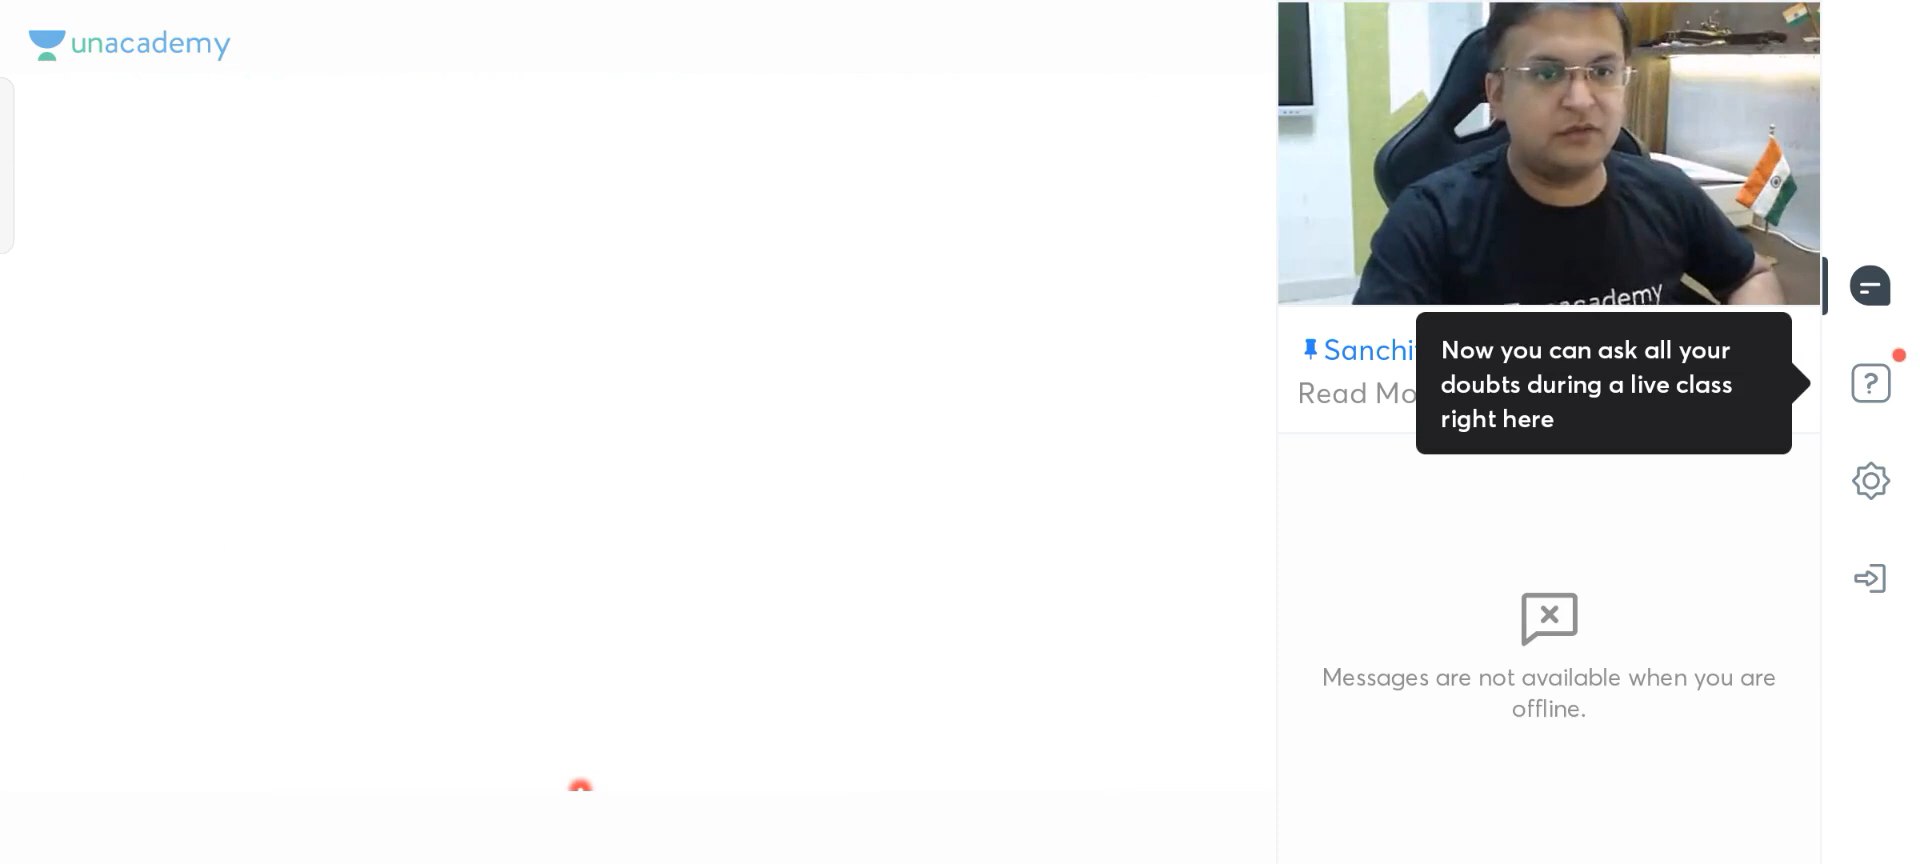 unacademy
unacademy
Sanchi
Read Mo
Now you can ask all your
doubts during a live class
right here
?
Messages are not available when you are
offline.